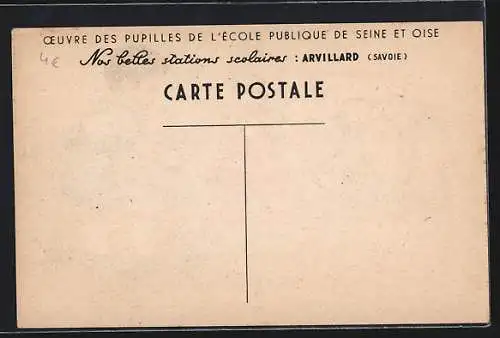 ŒUVRE DES PUPILLES DE L'ÉCOLE PUBLIQUE DE SEINE ET OISE
4€
Nos belles stations scolaires : ARVILLARD (SAVOIE)
CARTE POSTALE